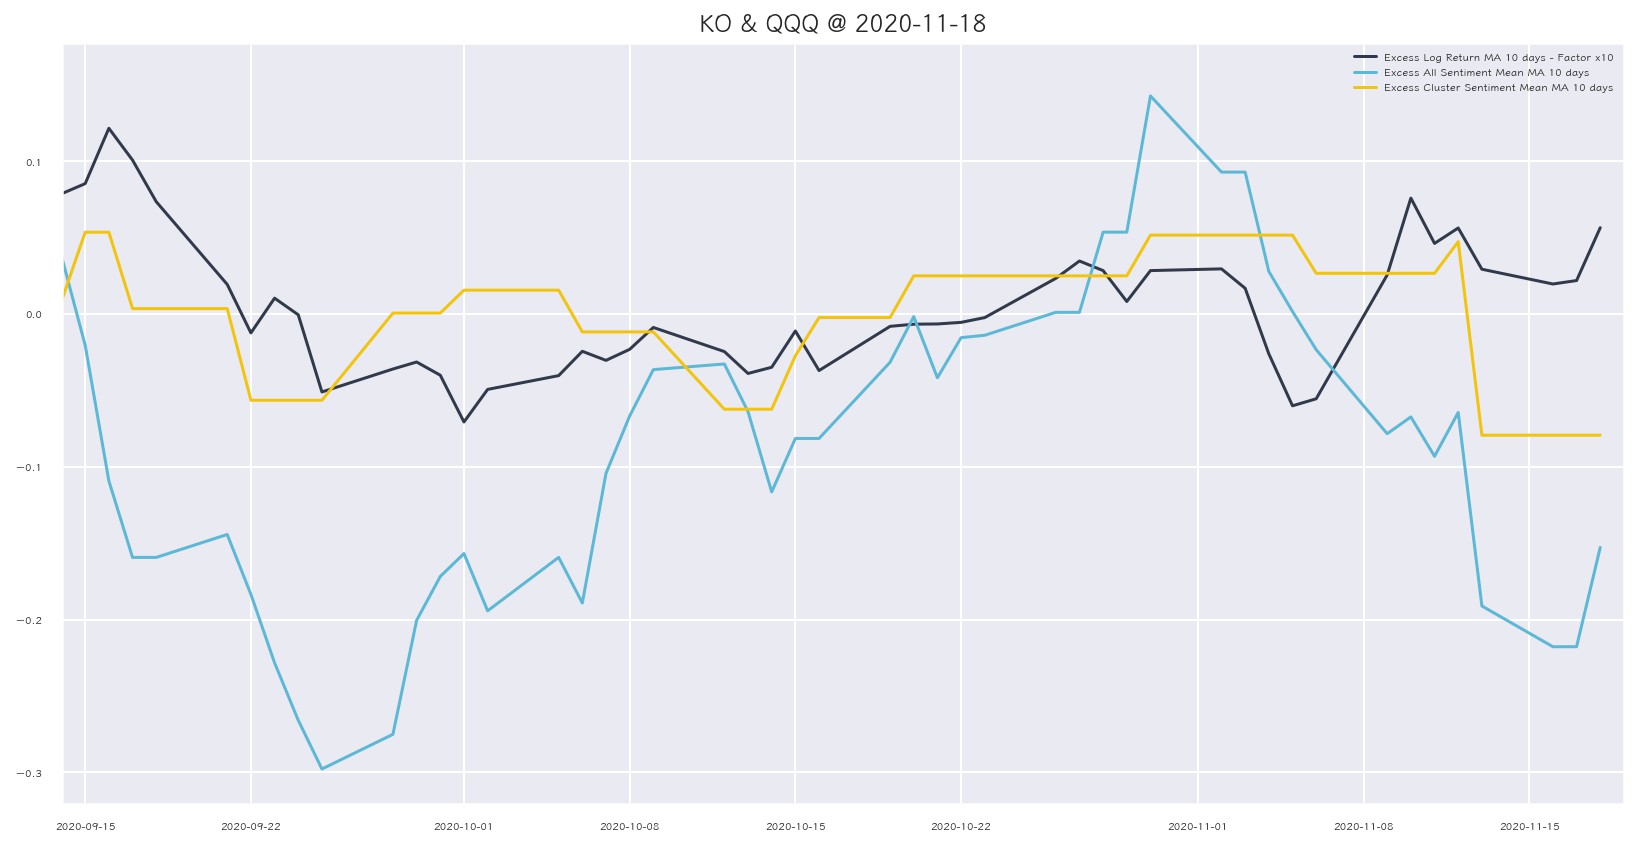 KO & QQQ @ 2020-11-18
Excess Log Return MA 10 days - Factor x10
Excess All Sentiment Mean MA 10 days
Excess Cluster Sentiment Mean MA 10 days
0.1
0.0
−0.1
−0.2
−0.3
2020-09-15 2020-09-22 2020-10-01 2020-10-08 2020-10-15 2020-10-22 2020-11-01 2020-11-08 2020-11-15